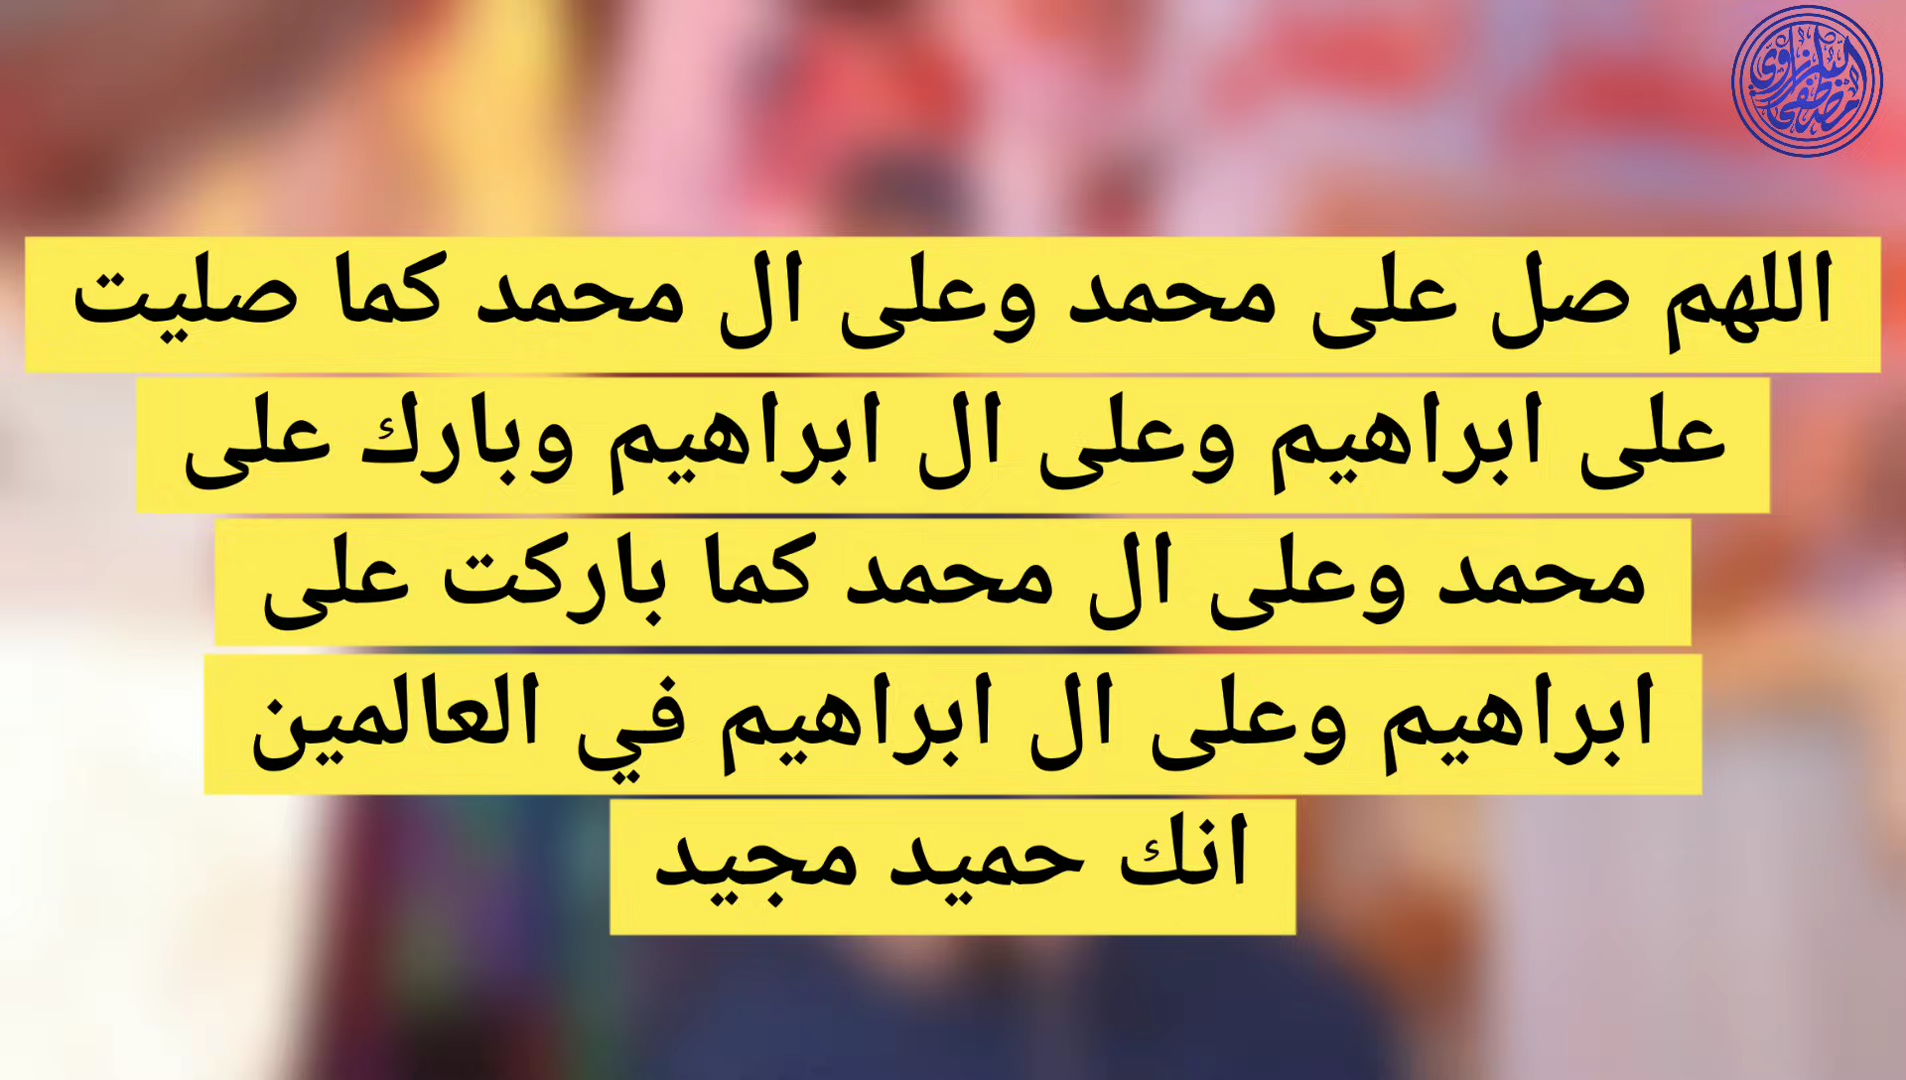 اللهم صل على محمد وعلى ال محمد كما صليت
على ابراهيم وعلى ال ابراهيم وبارك على
محمد وعلى ال محمد كما باركت على
ابراهيم وعلى ال ابراهيم في العالمين
انك حميد مجيد